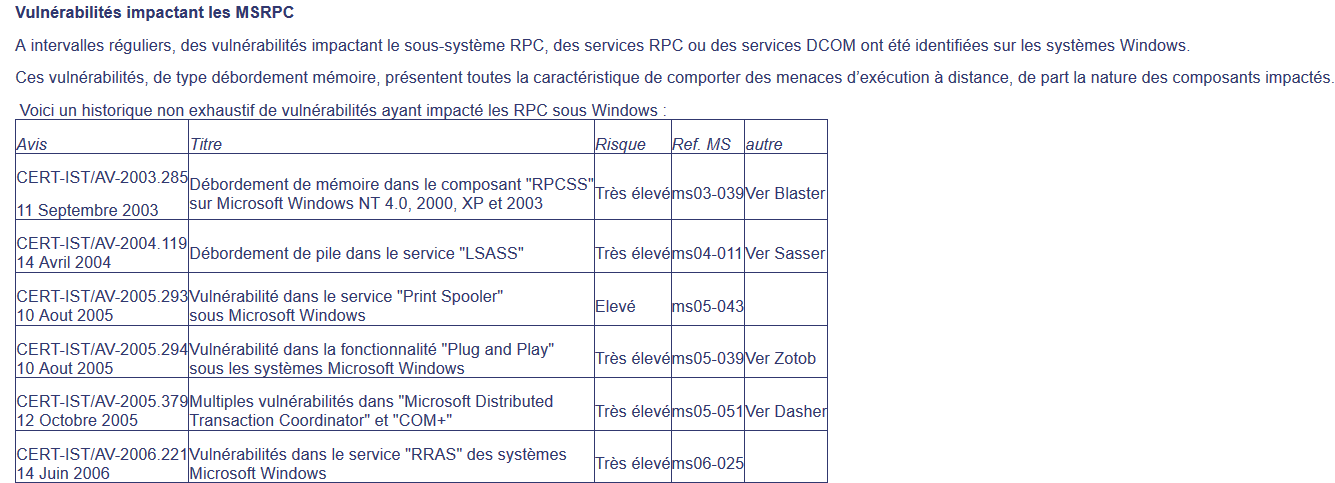 Vulnérabilités impactant les MSRPC
A intervalles réguliers, des vulnérabilités impactant le sous-système RPC, des services RPC ou des services DCOM ont été identifiées sur les systèmes Windows.
Ces vulnérabilités, de type débordement mémoire, présentent toutes la caractéristique de comporter des menaces d’exécution à distance, de part la nature des composants impactés.
Voici un historique non exhaustif de vulnérabilités ayant impacté les RPC sous Windows :
Avis Titre Risque Ref. MS autre
CERT-IST/AV-2003.285
11 Septembre 2003
Débordement de mémoire dans le composant "RPCSS"
sur Microsoft Windows NT 4.0, 2000, XP et 2003
Très élevé ms03-039 Ver Blaster
CERT-IST/AV-2004.119
14 Avril 2004
Débordement de pile dans le service "LSASS"
Très élevé ms04-011 Ver Sasser
CERT-IST/AV-2005.293
10 Aout 2005
Vulnérabilité dans le service "Print Spooler"
sous Microsoft Windows
Elevé ms05-043
CERT-IST/AV-2005.294
10 Aout 2005
Vulnérabilité dans la fonctionnalité "Plug and Play"
sous les systèmes Microsoft Windows
Très élevé ms05-039 Ver Zotob
CERT-IST/AV-2005.379
12 Octobre 2005
Multiples vulnérabilités dans "Microsoft Distributed
Transaction Coordinator" et "COM+"
Très élevé ms05-051 Ver Dasher
CERT-IST/AV-2006.221
14 Juin 2006
Vulnérabilités dans le service "RRAS" des systèmes
Microsoft Windows
Très élevé ms06-025